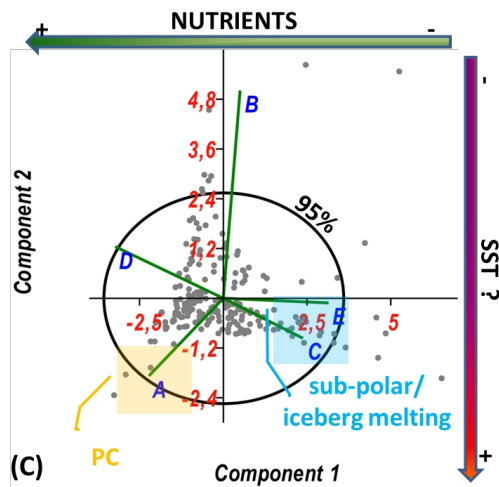 NUTRIENTS
+ -
-
4,8
B
3,6
2,4
95%
Component 2
1,2
D
SST ?
-2,5 2,5 E 5
-1,2 C
A
-2,4
sub-polar/
iceberg melting
PC
+
(C)
Component 1